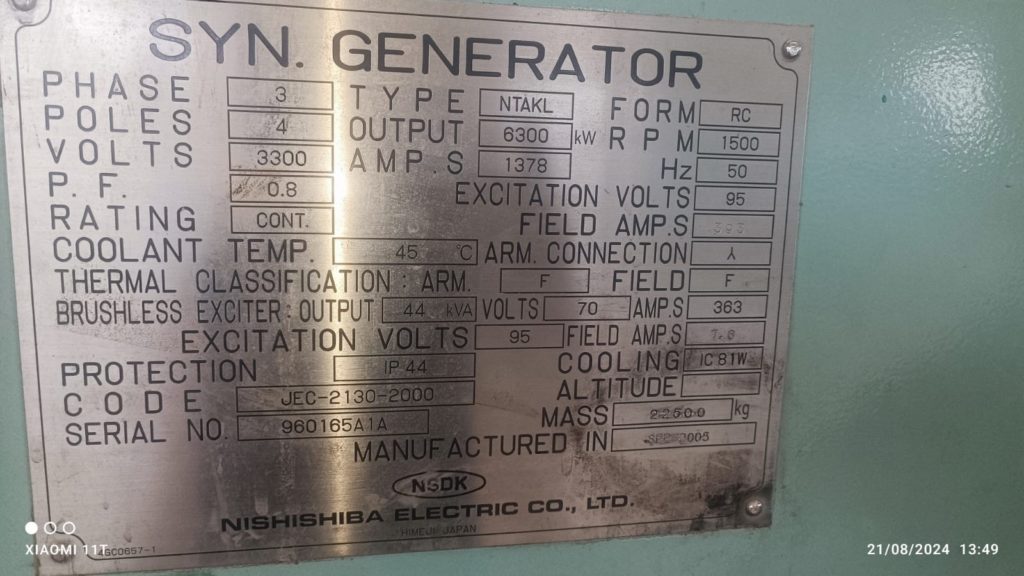 SYN. GENERATOR
PHASE 3 TYPE NTAKL FORM RC
POLES 4 OUTPUT 6300 kW RPM 1500
VOLTS 3300 AMP.S 1378 Hz 50
P. F. 0.8 EXCITATION VOLTS 95
RATING CONT. FIELD AMP.S
COOLANT TEMP. 45 °C ARM. CONNECTION
THERMAL CLASSIFICATION : ARM. F FIELD F
BRUSHLESS EXCITER : OUTPUT 44 kVA VOLTS 70 AMP.S 363
EXCITATION VOLTS 95 FIELD AMP.S
PROTECTION IP 44 COOLING IC 81W
CODE JEC-2130-2000 ALTITUDE
SERIAL NO. 960165A1A MASS kg
MANUFACTURED IN
NSDK
NISHISHIBA ELECTRIC CO., LTD.
HIMEJI JAPAN
XIAOMI 11T 21/08/2024 13:49